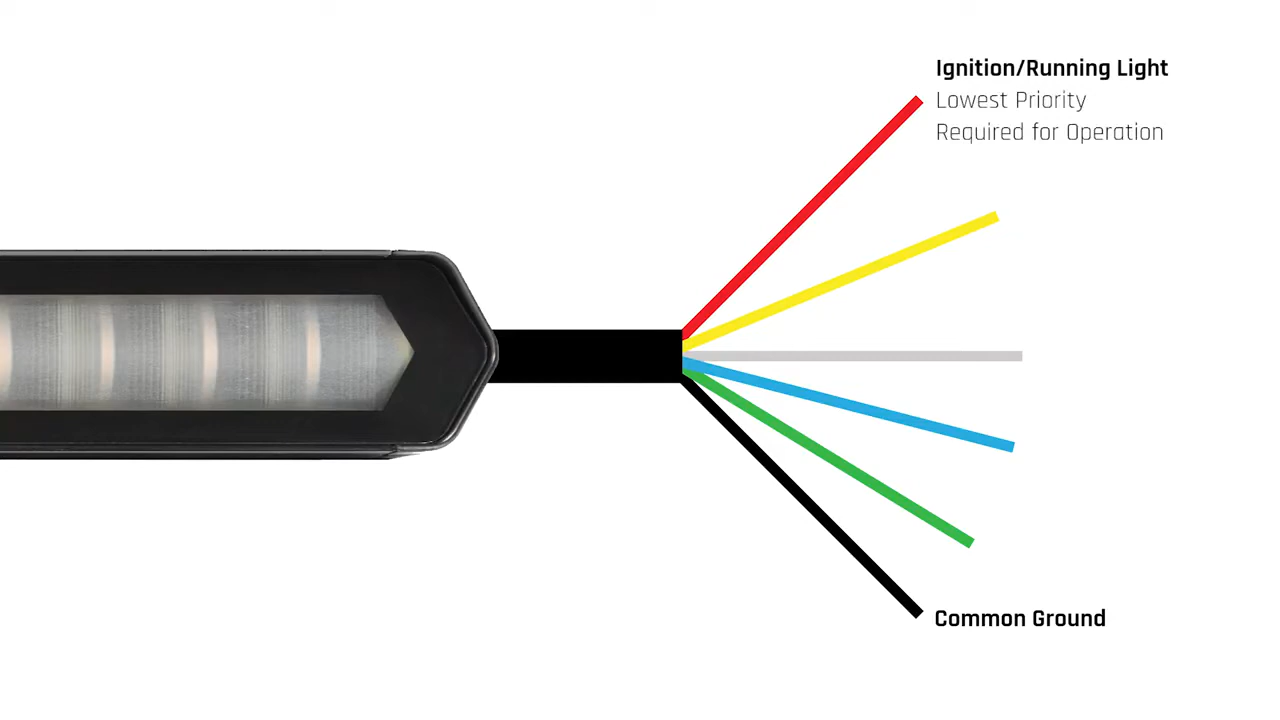 Ignition/Running Light
Lowest Priority
Required for Operation
Common Ground